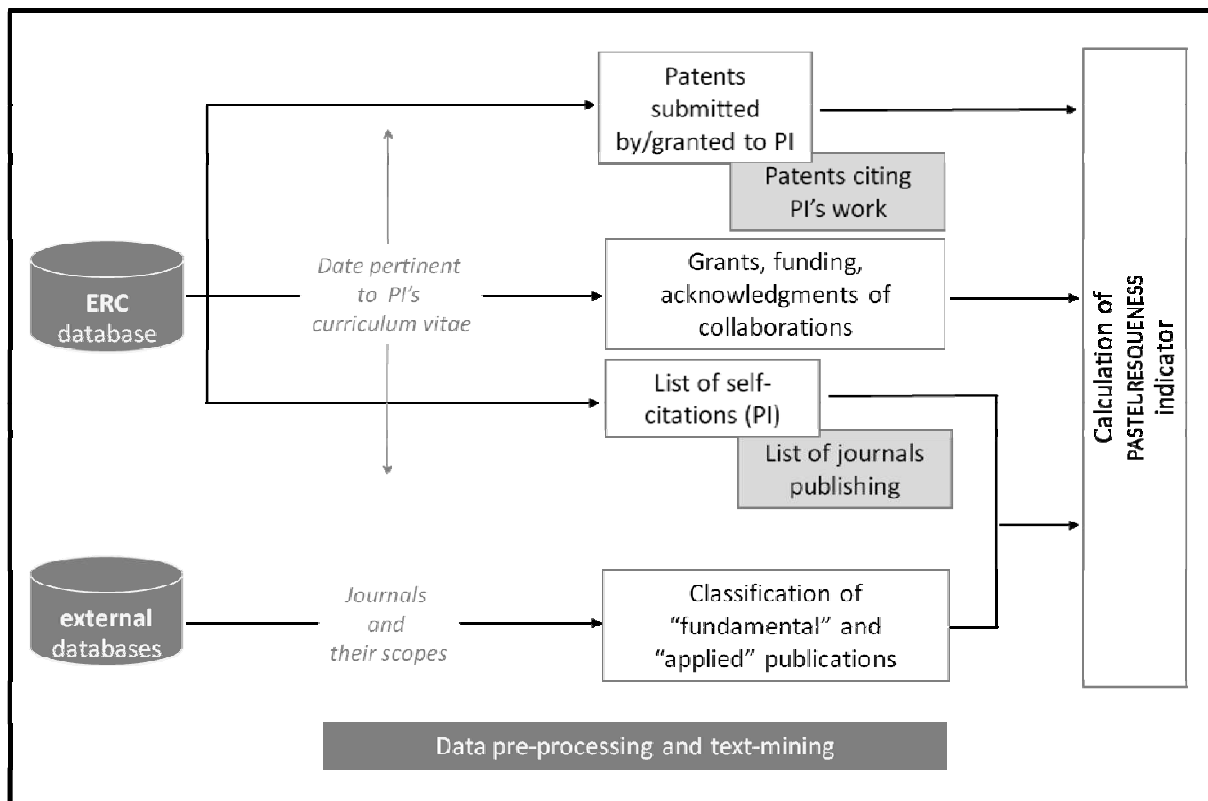 Patents
submitted
by/granted to PI
Patents citing
PI's work
ERC
database
Date pertinent
to PI's
curriculum vitae
Grants, funding,
acknowledgments of
collaborations
List of self-
citations (PI)
List of journals
publishing
external
databases
Journals
and
their scopes
Classification of
"fundamental" and
"applied" publications
Calculation of
PASTEURESQUENESS
indicator
Data pre-processing and text-mining